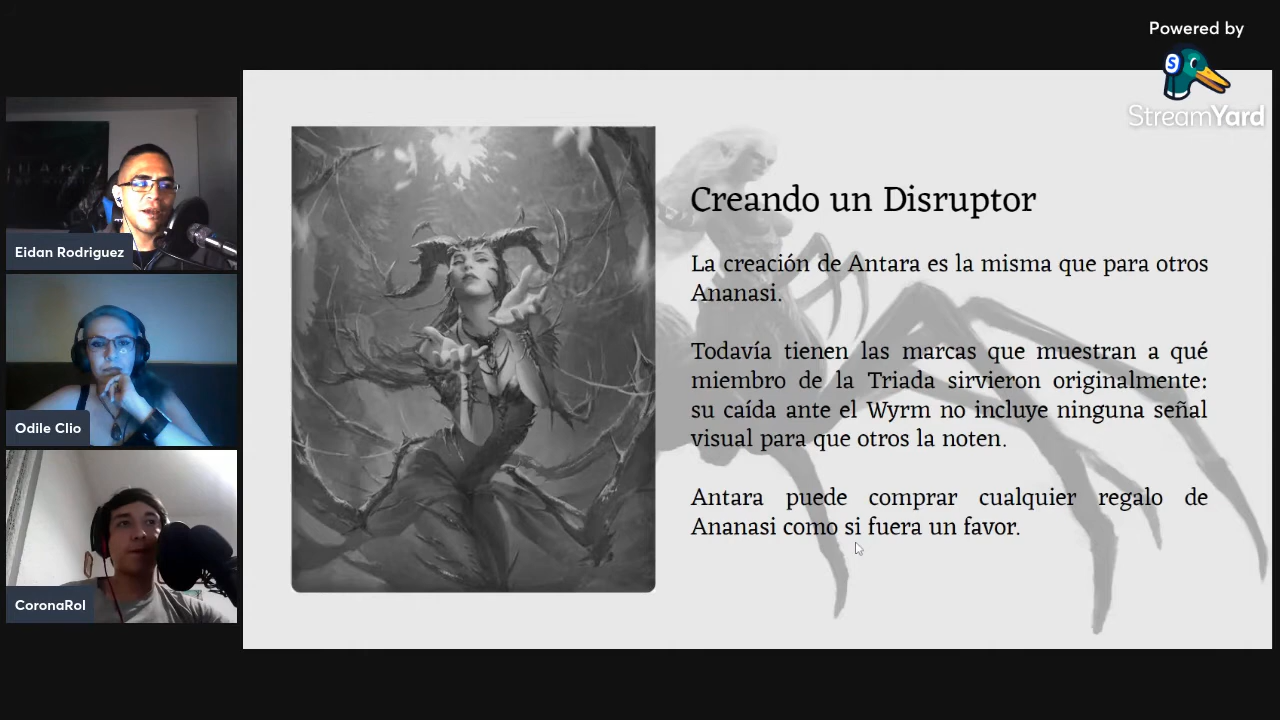 Powered by
S
StreamYard
Eidan Rodriguez
Odile Clio
CoronaRol
Creando un Disruptor
La creación de Antara es la misma que para otros
Ananasi.
Todavía tienen las marcas que muestran a qué
miembro de la Triada sirvieron originalmente:
su caída ante el Wyrm no incluye ninguna señal
visual para que otros la noten.
Antara puede comprar cualquier regalo de
Ananasi como si fuera un favor.